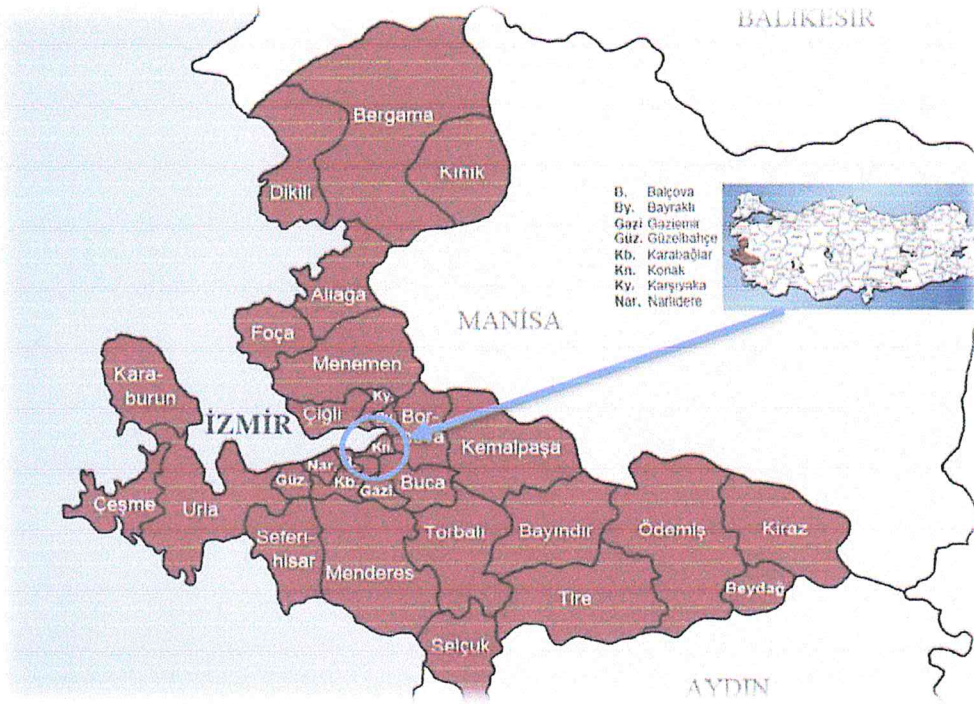 BALIKESİR
Bergama
Kınık
Dikili
B. Balçova
By. Bayraklı
Gazi Gaziemir
Güz. Güzelbahçe
Kb. Karabağlar
Kn. Konak
Ky. Karşıyaka
Nar. Narlıdere
Aliağa
Foça
MANİSA
Menemen
Kara-
burun
Ky.
Çiğli
Bor-
İZMİR
Kn.
Kemalpaşa
Nar.
Güz.
Kb.
Gazi.
Buca
Çeşme
Urla
Seferi-
hisar
Torbalı
Bayındır
Ödemiş
Kiraz
Menderes
Tire
Beydağ
Selçuk
AYDIN